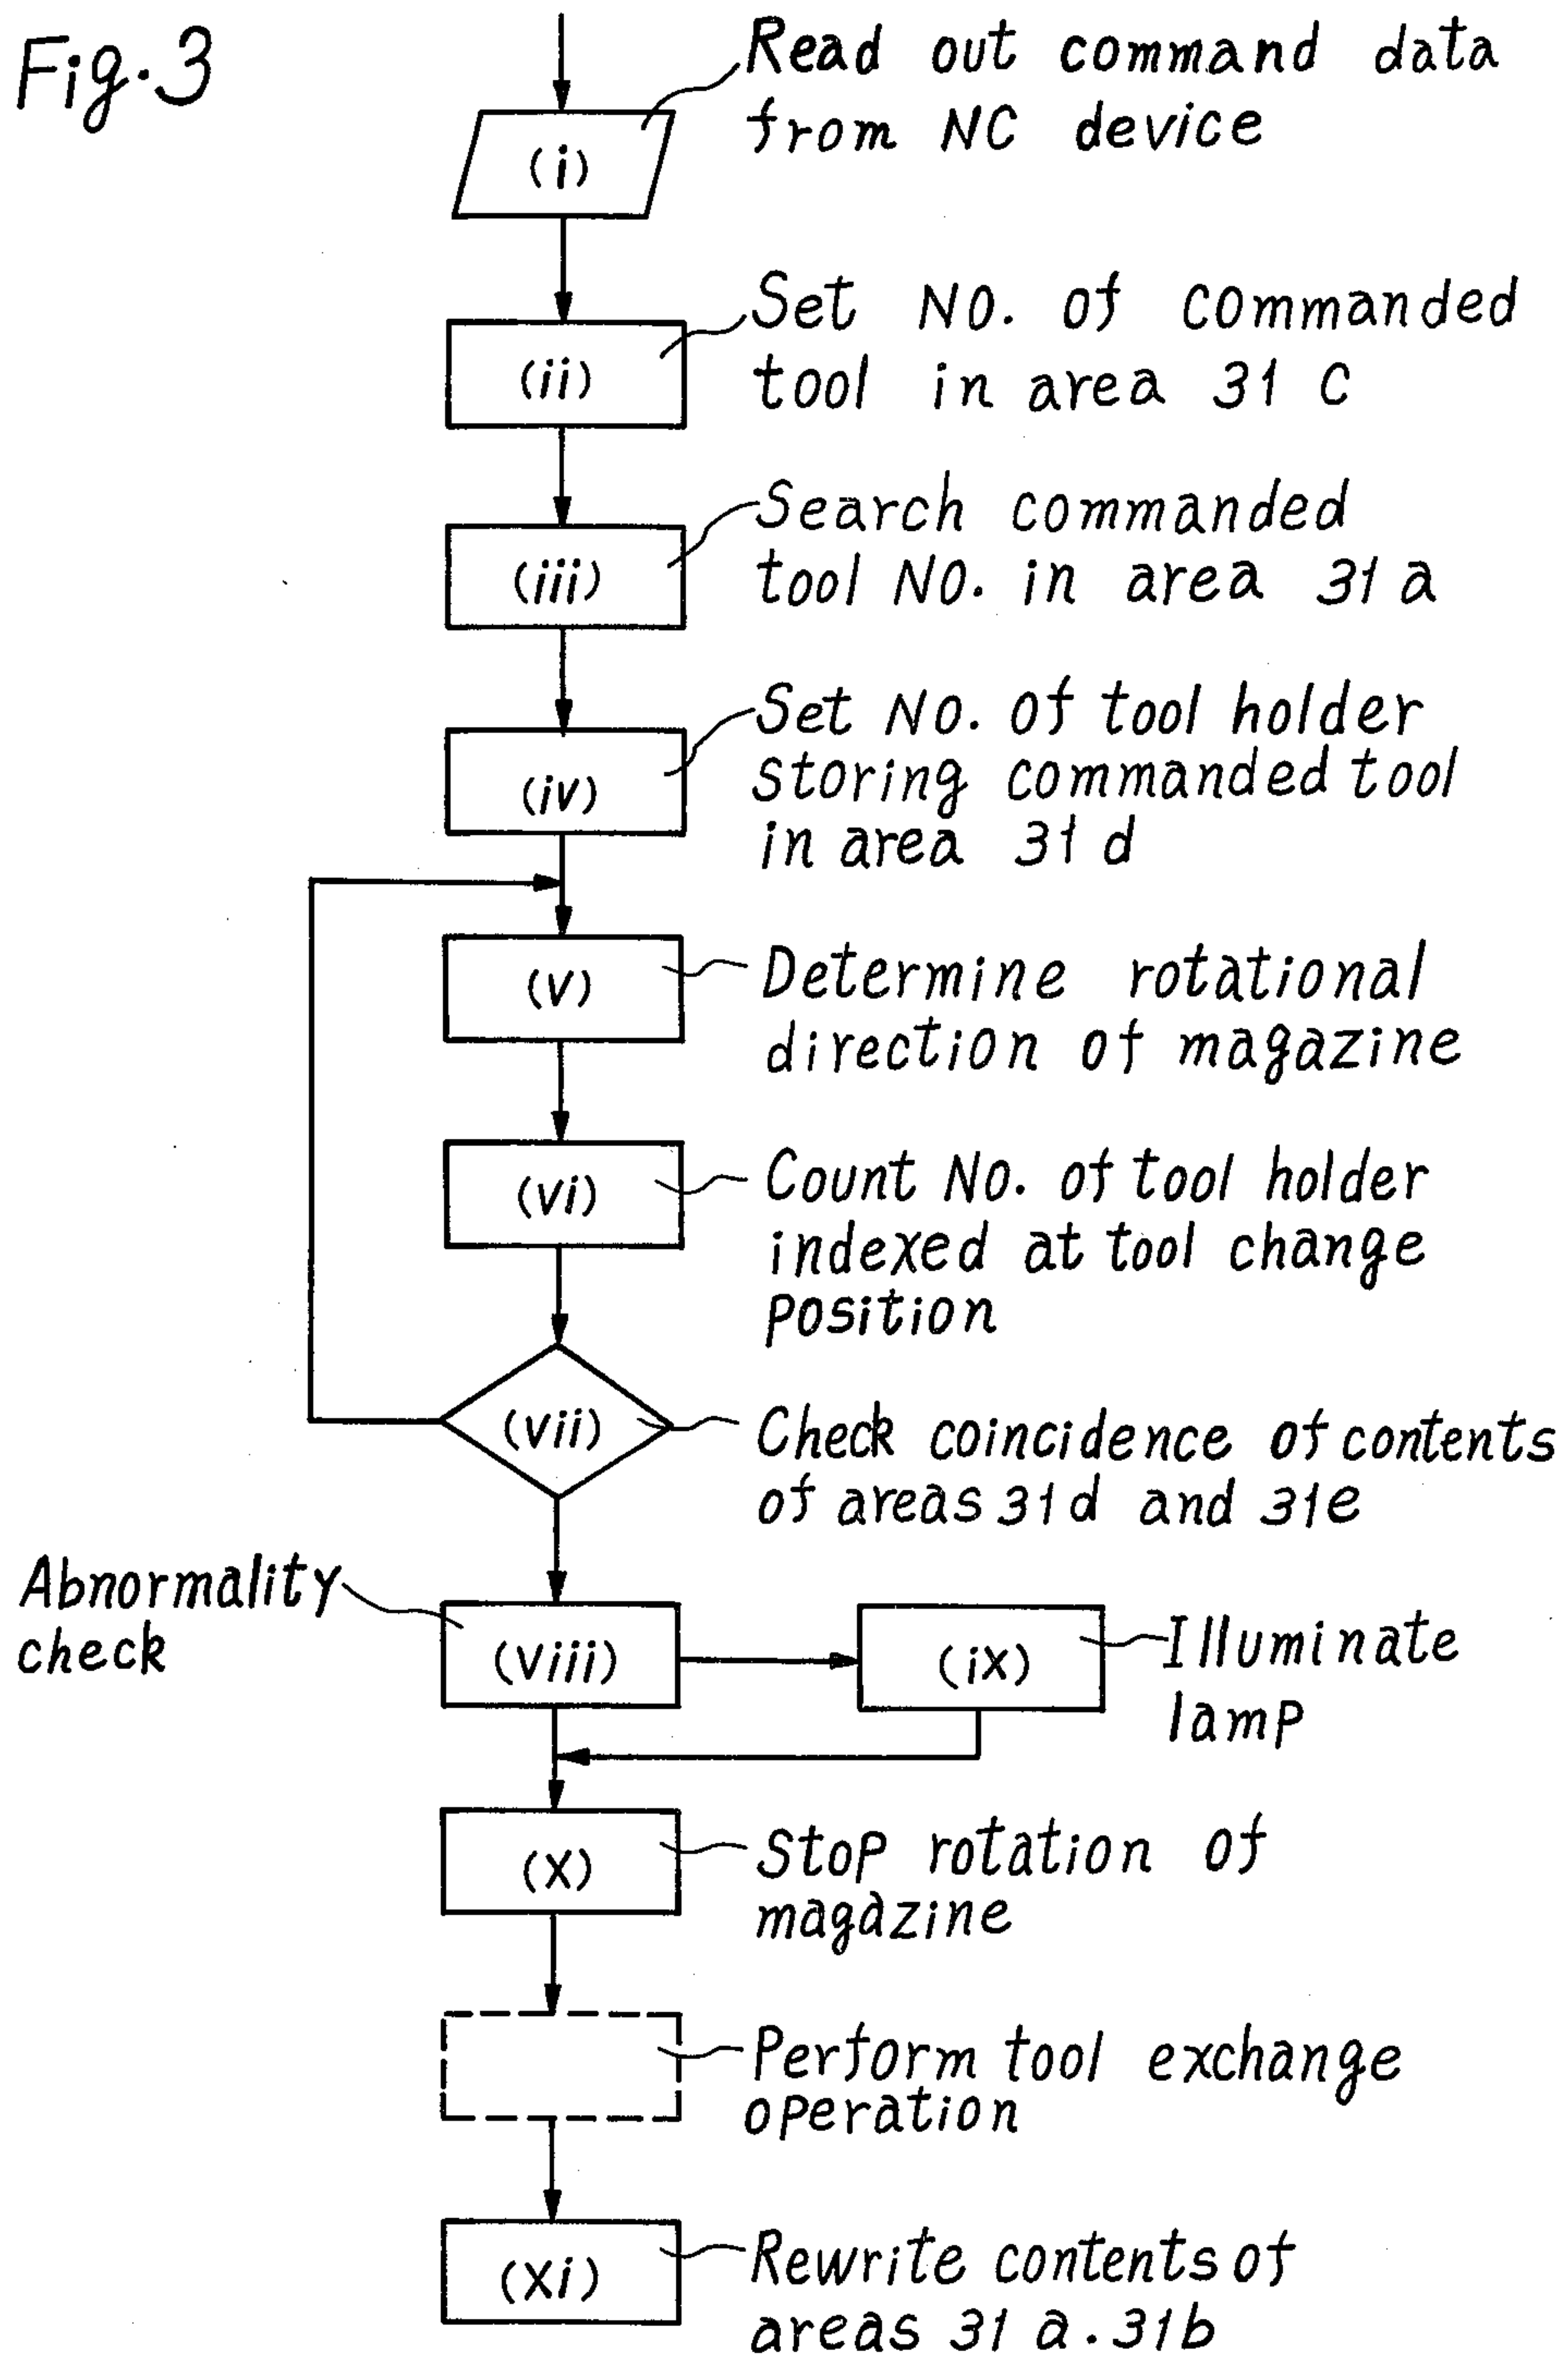 Fig. 3
Read out command data
from NC device
(i)
Set NO. of commanded
tool in area 31 c
(ii)
Search commanded
tool NO. in area 31 a
(iii)
Set No. of tool holder
storing commanded tool
in area 31 d
(iv)
Determine rotational
direction of magazine
(v)
Count No. of tool holder
indexed at tool change
position
(vi)
Check coincidence of contents
of areas 31d and 31e
(vii)
Abnormality
check
(viii)
(ix)
Illuminate
lamp
Stop rotation of
magazine
(x)
Perform tool exchange
operation
Rewrite contents of
areas 31 a . 31b
(xi)